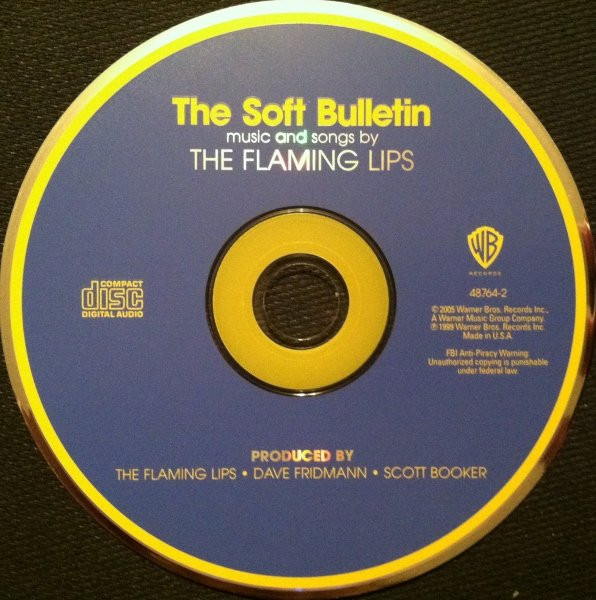 The Soft Bulletin
music and songs by
THE FLAMING LIPS
WB
RECORDS
48764-2
COMPACT
disc
DIGITAL AUDIO
© 2005 Warner Bros. Records Inc.,
A Warner Music Group Company.
℗ 1999 Warner Bros. Records Inc.
Made in U.S.A.
FBI Anti-Piracy Warning:
Unauthorized copying is punishable
under federal law.
PRODUCED BY
THE FLAMING LIPS • DAVE FRIDMANN • SCOTT BOOKER